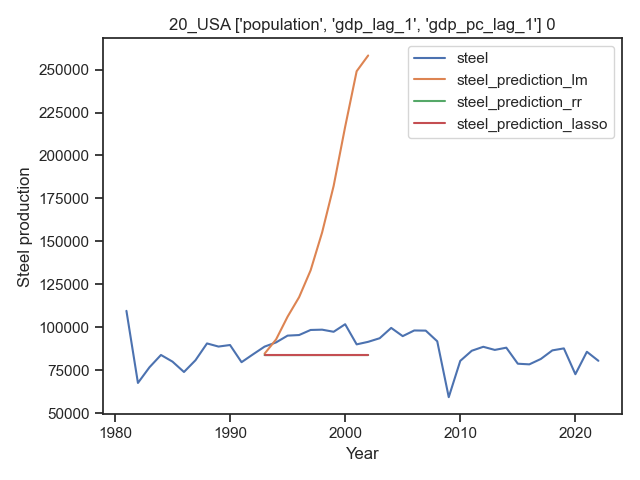 20_USA ['population', 'gdp_lag_1', 'gdp_pc_lag_1'] 0
steel
steel_prediction_lm
steel_prediction_rr
steel_prediction_lasso
250000
225000
200000
175000
150000
125000
100000
75000
50000
Steel production
1980
1990
2000
2010
2020
Year